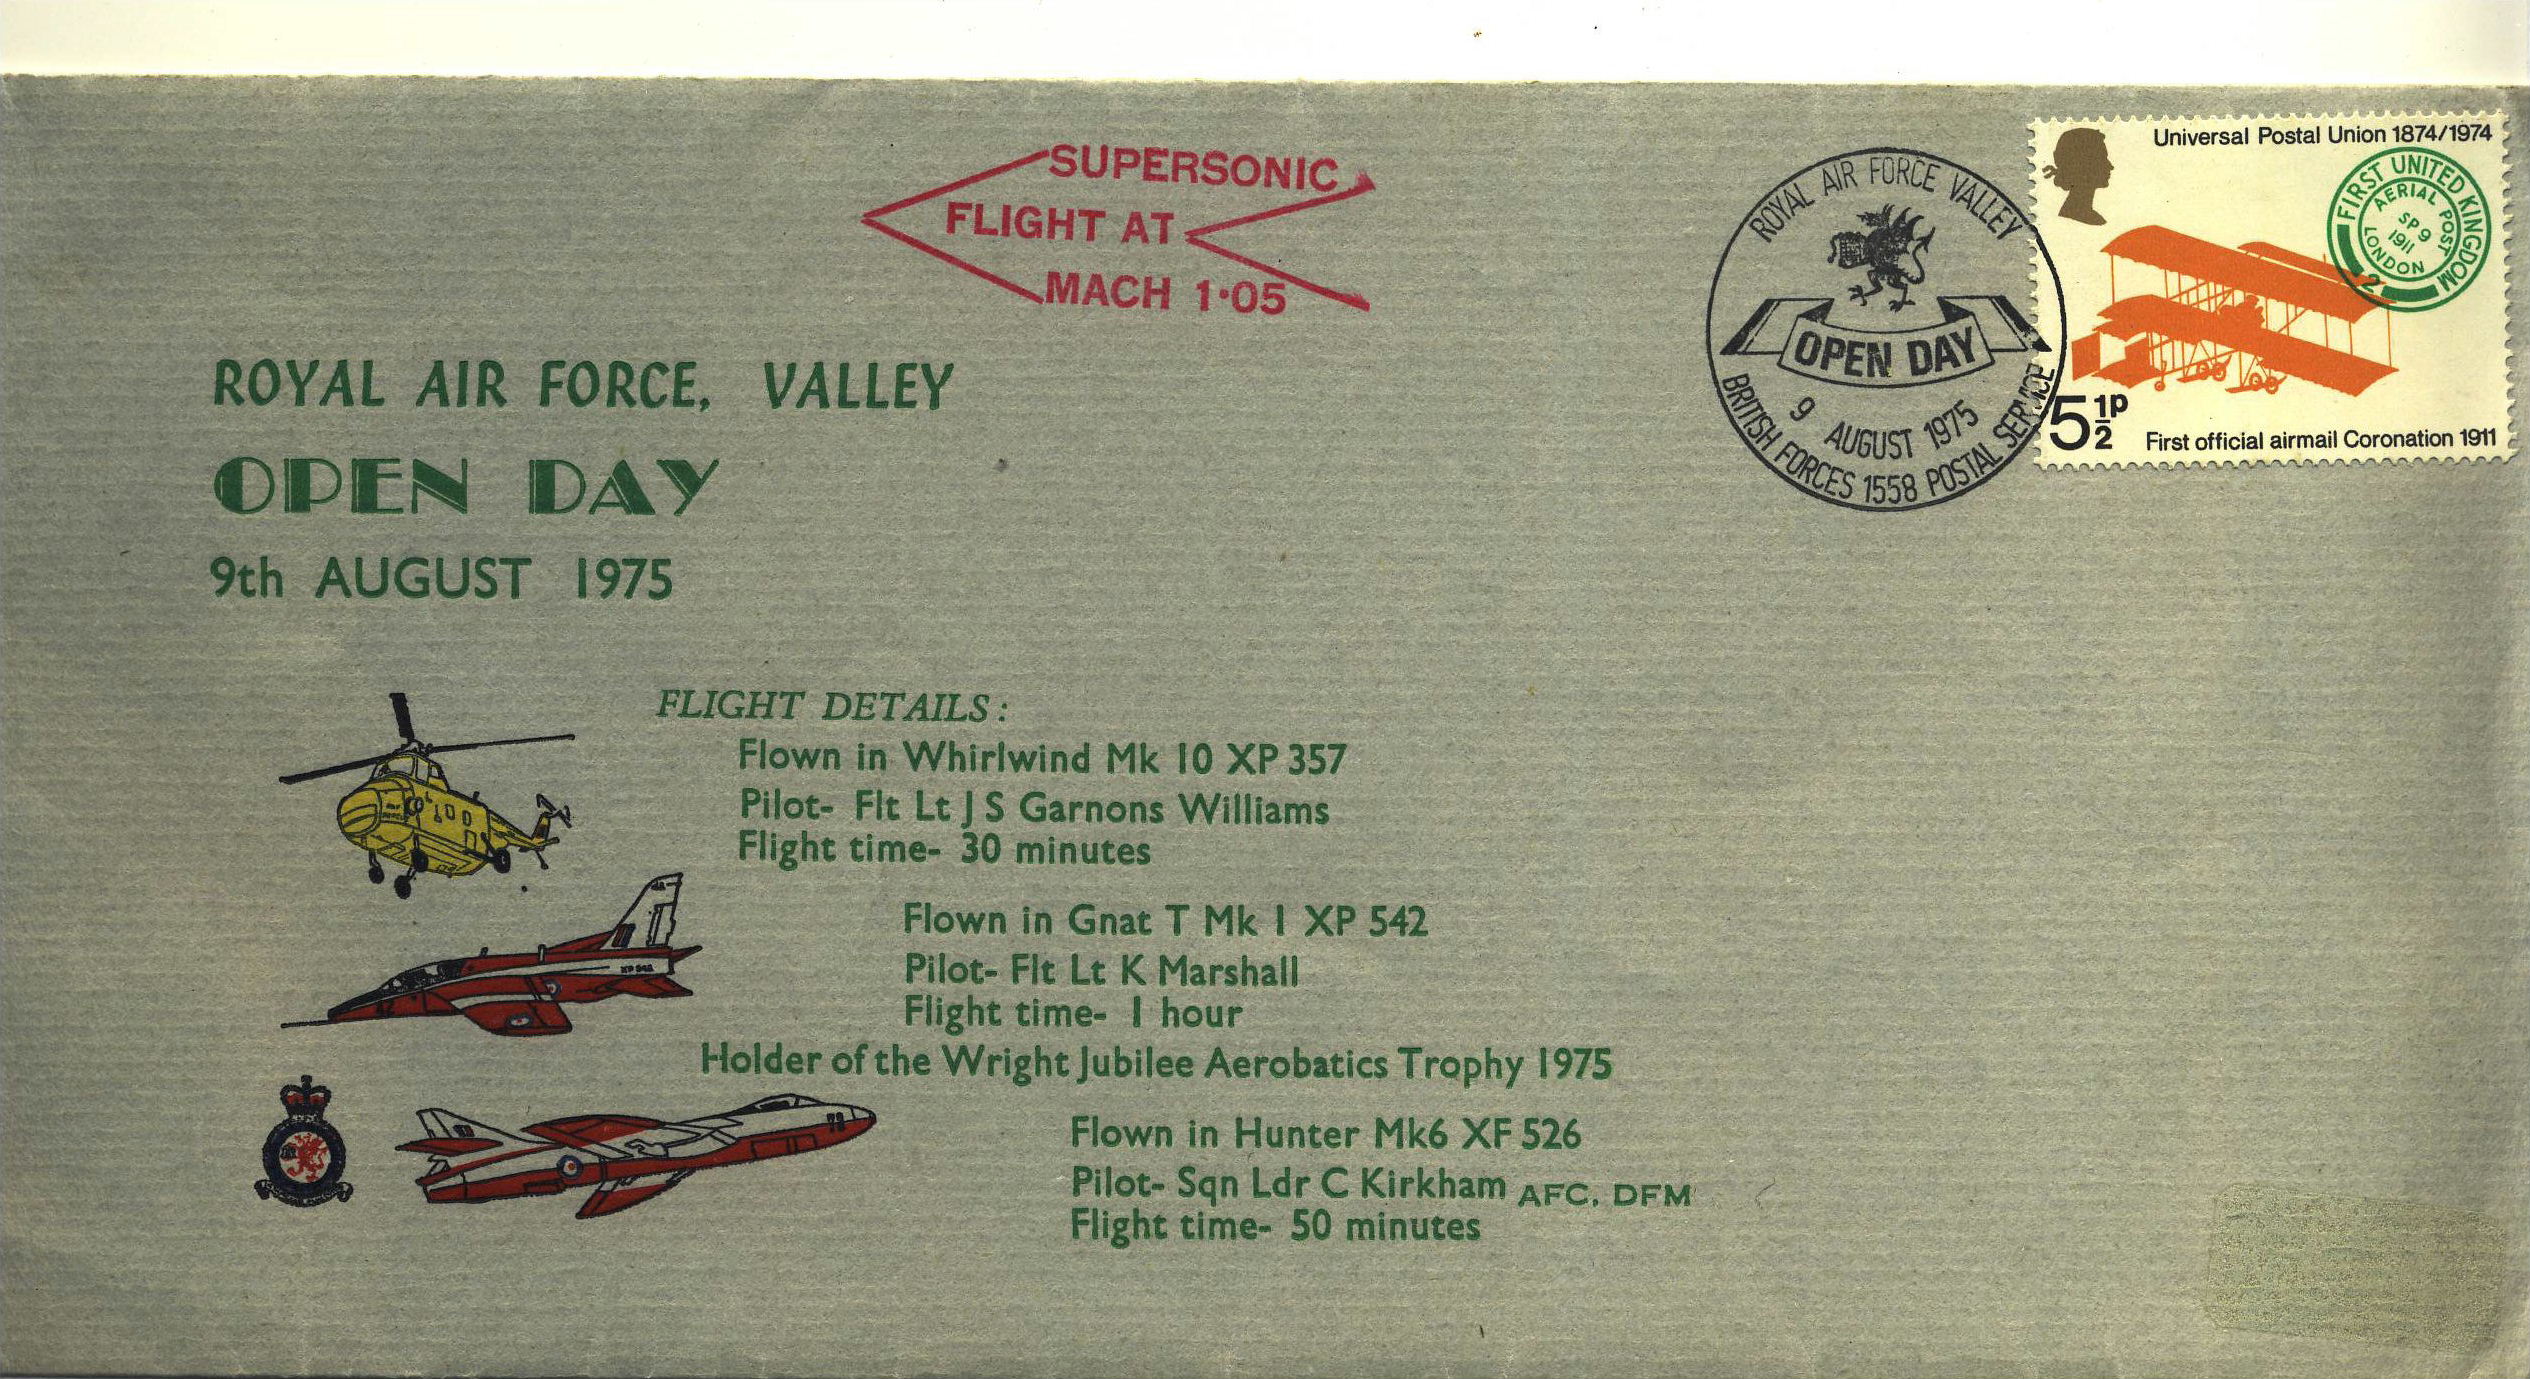 SUPERSONIC
FLIGHT AT
MACH 1·05
ROYAL AIR FORCE VALLEY
OPEN DAY
9 AUGUST 1975
BRITISH FORCES 1558 POSTAL SERVICE
Universal Postal Union 1874/1974
FIRST UNITED KINGDOM
AERIAL POST
SP 9
1911
LONDON
2
5½P
First official airmail Coronation 1911
ROYAL AIR FORCE, VALLEY
OPEN DAY
9th AUGUST 1975
FLIGHT DETAILS:
Flown in Whirlwind Mk 10 XP 357
Pilot- Flt Lt J S Garnons Williams
Flight time- 30 minutes
Flown in Gnat T Mk 1 XP 542
Pilot- Flt Lt K Marshall
Flight time- 1 hour
Holder of the Wright Jubilee Aerobatics Trophy 1975
Flown in Hunter Mk6 XF 526
Pilot- Sqn Ldr C Kirkham AFC. DFM
Flight time- 50 minutes